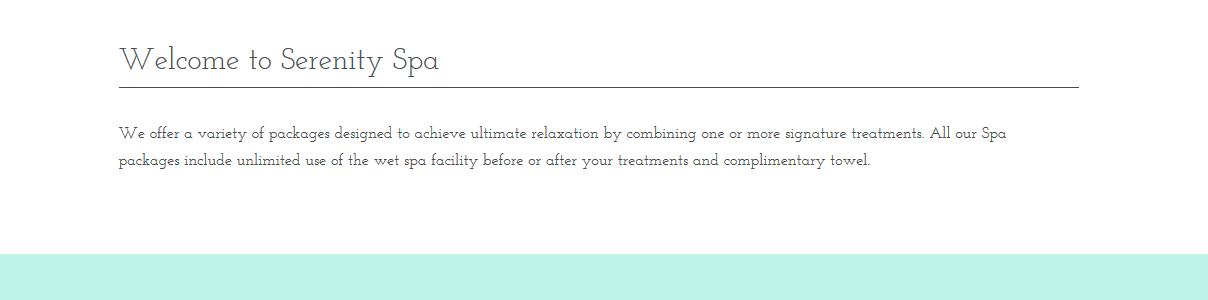 Welcome to Serenity Spa
We offer a variety of packages designed to achieve ultimate relaxation by combining one or more signature treatments. All our Spa
packages include unlimited use of the wet spa facility before or after your treatments and complimentary towel.